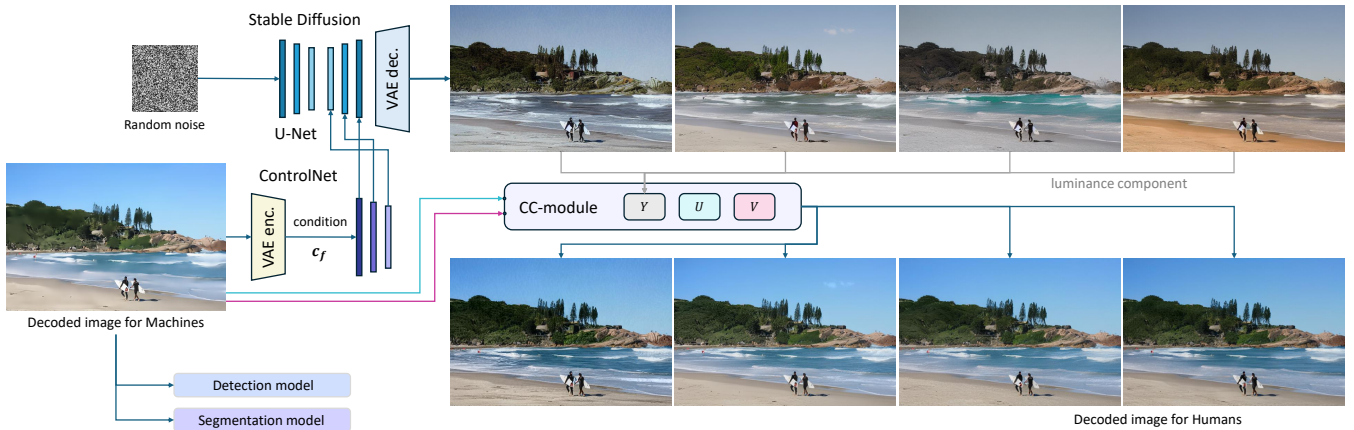 Stable Diffusion
VAE dec.
Random noise
U-Net
ControlNet
VAE enc.
condition
c_f
CC-module
Y
U
V
luminance component
Decoded image for Machines
Detection model
Segmentation model
Decoded image for Humans